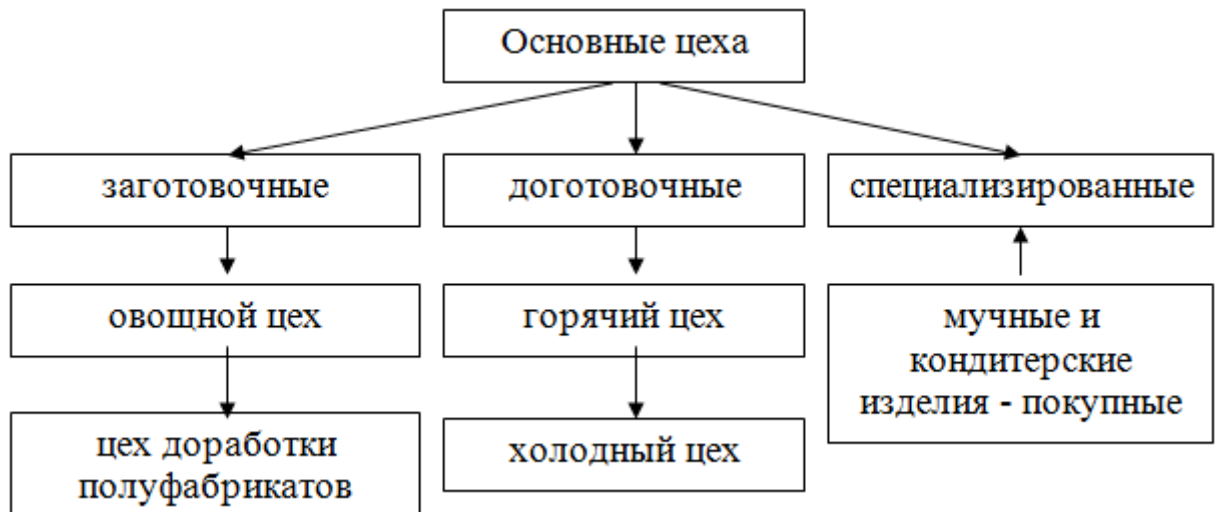 Основные цеха
заготовочные
доготовочные
специализированные
овощной цех
горячий цех
мучные и
кондитерские
изделия - покупные
цех доработки
полуфабрикатов
холодный цех